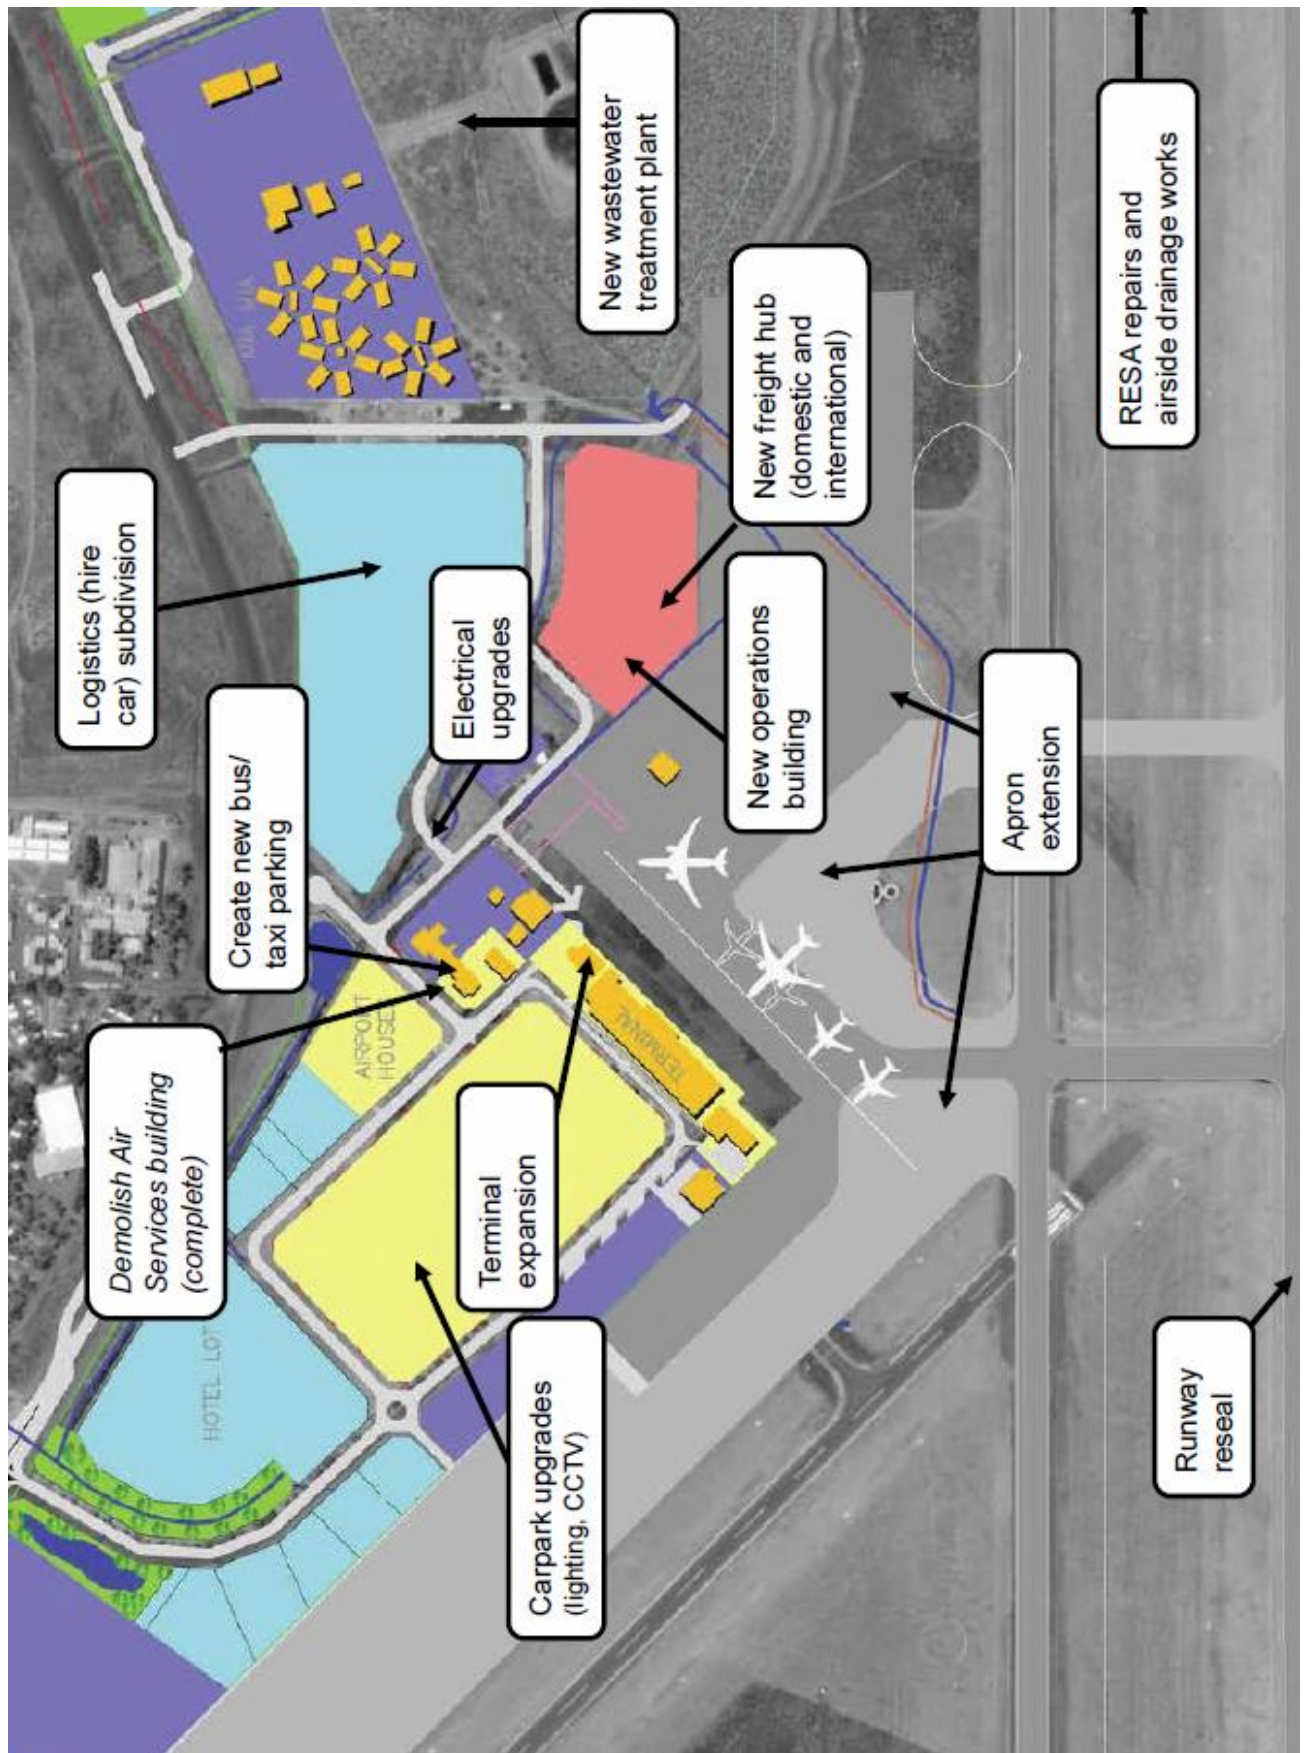 Demolish Air
Services building
(complete)
Create new bus/
taxi parking
Logistics (hire
car) subdivision
Electrical
upgrades
Carpark upgrades
(lighting, CCTV)
Terminal
expansion
New wastewater
treatment plant
New operations
building
New freight hub
(domestic and
international)
Apron
extension
Runway
reseal
RESA repairs and
airside drainage works
HOTEL LOT
AIRPORT
HOUSE
TERMINAL